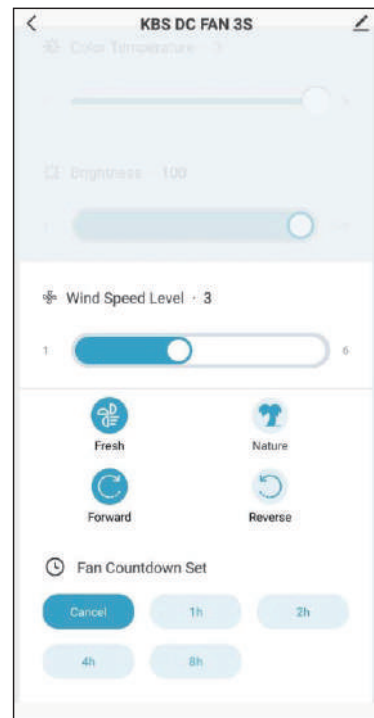 KBS DC FAN 3S
Color Temperature
Brightness 100
Wind Speed Level · 3
1 6
Fresh Nature
Forward Reverse
Fan Countdown Set
Cancel 1h 2h
4h 8h